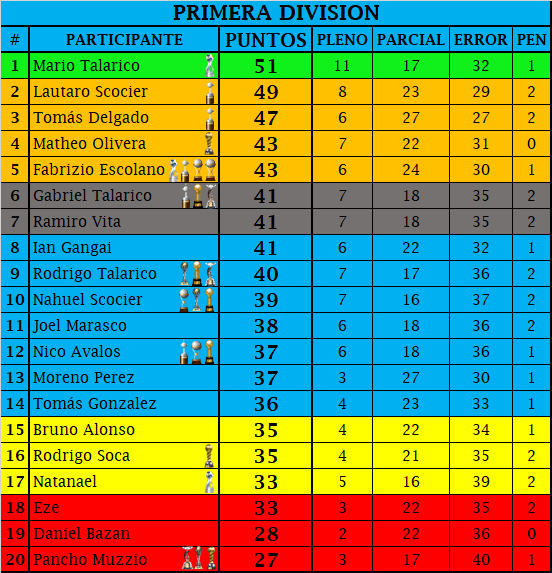 PRIMERA DIVISION
# PARTICIPANTE PUNTOS PLENO PARCIAL ERROR PEN
1 Mario Talarico 51 11 17 32 1
2 Lautaro Scocier 49 8 23 29 2
3 Tomás Delgado 47 6 27 27 2
4 Matheo Olivera 43 7 22 31 0
5 Fabrizio Escolano 43 6 24 30 1
6 Gabriel Talarico 41 7 18 35 2
7 Ramiro Vita 41 7 18 35 2
8 Ian Gangai 41 6 22 32 1
9 Rodrigo Talarico 40 7 17 36 2
10 Nahuel Scocier 39 7 16 37 2
11 Joel Marasco 38 6 18 36 2
12 Nico Avalos 37 6 18 36 1
13 Moreno Perez 37 3 27 30 1
14 Tomás Gonzalez 36 4 23 33 1
15 Bruno Alonso 35 4 22 34 1
16 Rodrigo Soca 35 4 21 35 2
17 Natanael 33 5 16 39 2
18 Eze 33 3 22 35 2
19 Daniel Bazan 28 2 22 36 0
20 Pancho Muzzio 27 3 17 40 1